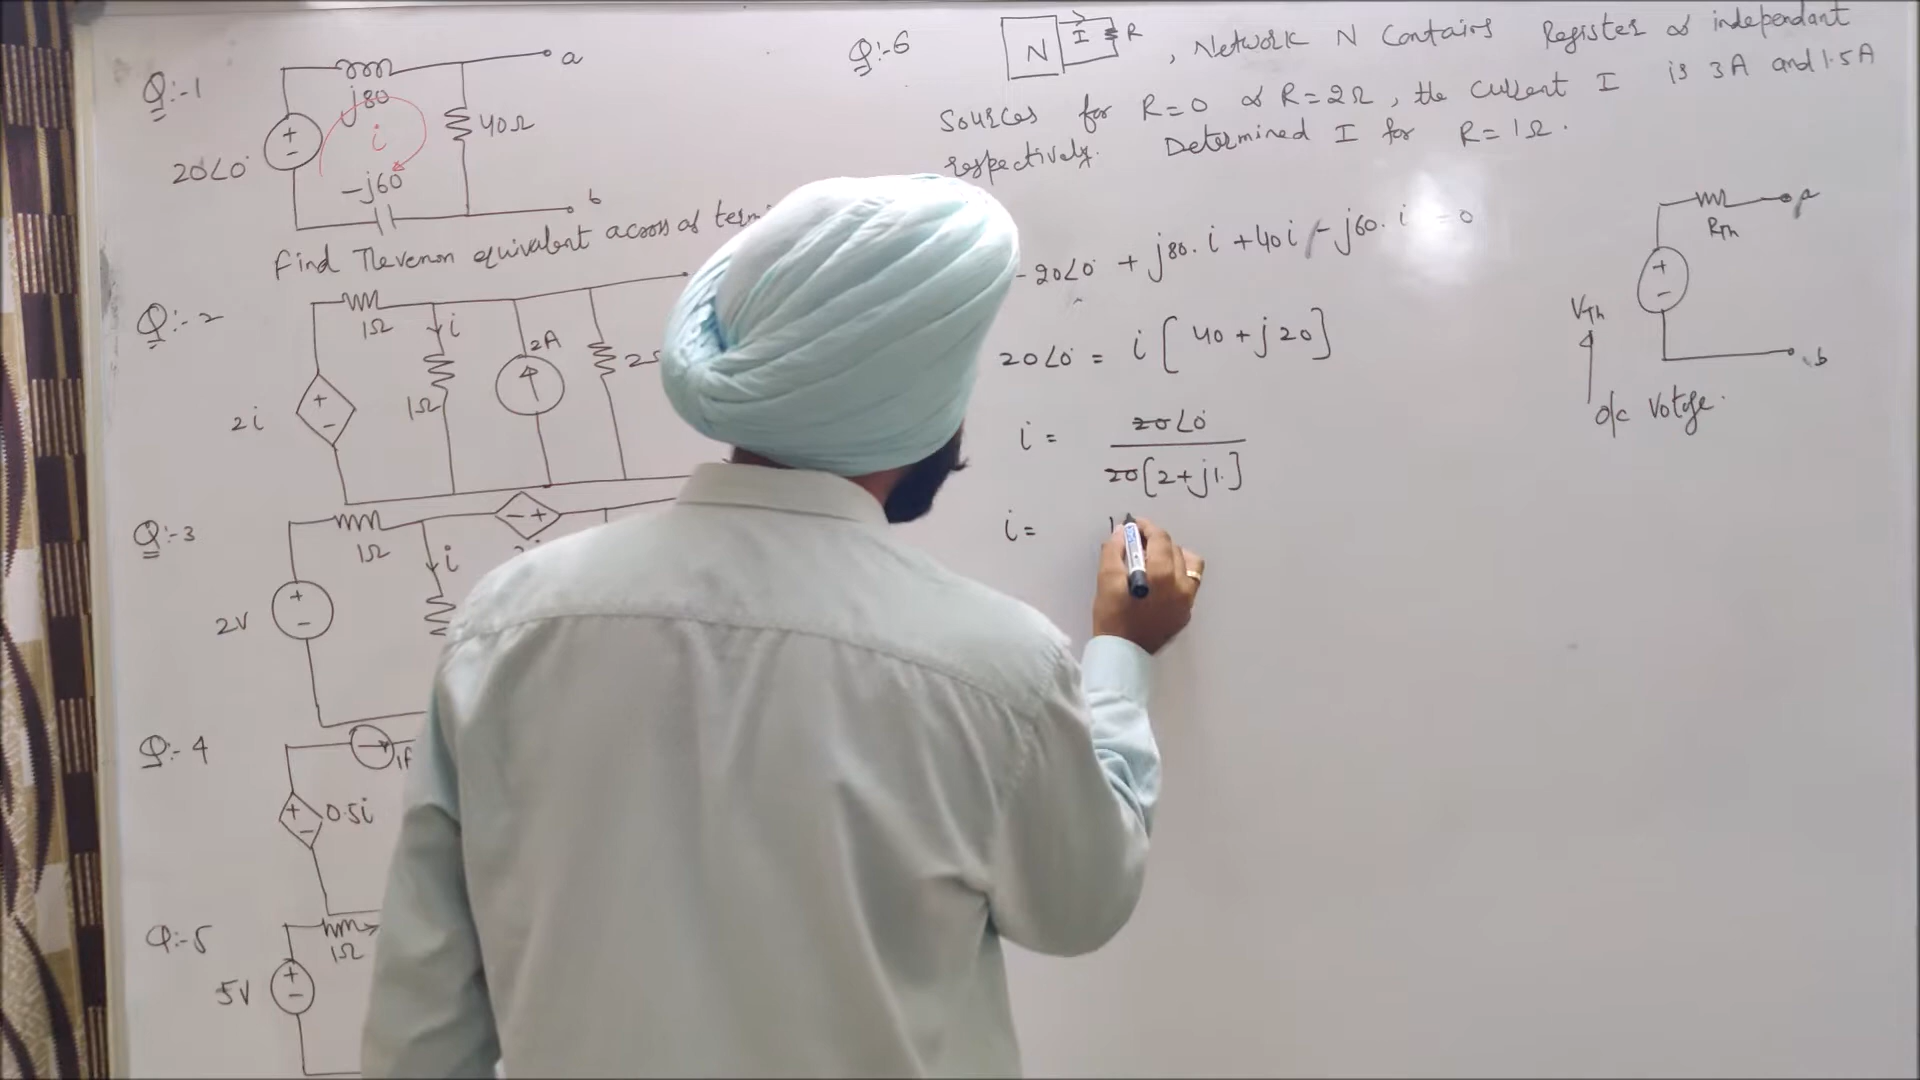 Q:-1
j80
a
i
40Ω
20∠0°
-j60
b
Find Thevenon equivalent across at
Q:-2
1Ω
i
2A
1Ω
2i
Q:-3
1Ω
- +
i
2V
Q:-4
0.5i
Q:-5
1Ω
5V
Q:-6
N
I
R
, Network N Contains Register & independant
Sources for R=0 & R=2Ω, the current I is 3A and 1.5A
respectively. Determined I for R=1Ω.
-20∠0° + j80.i + 40i - j60.i = 0
20∠0° = i [40 + j20]
i = 20∠0° / 20[2+j1.]
i =
RTh
a
VTh
b
o/c Votge.